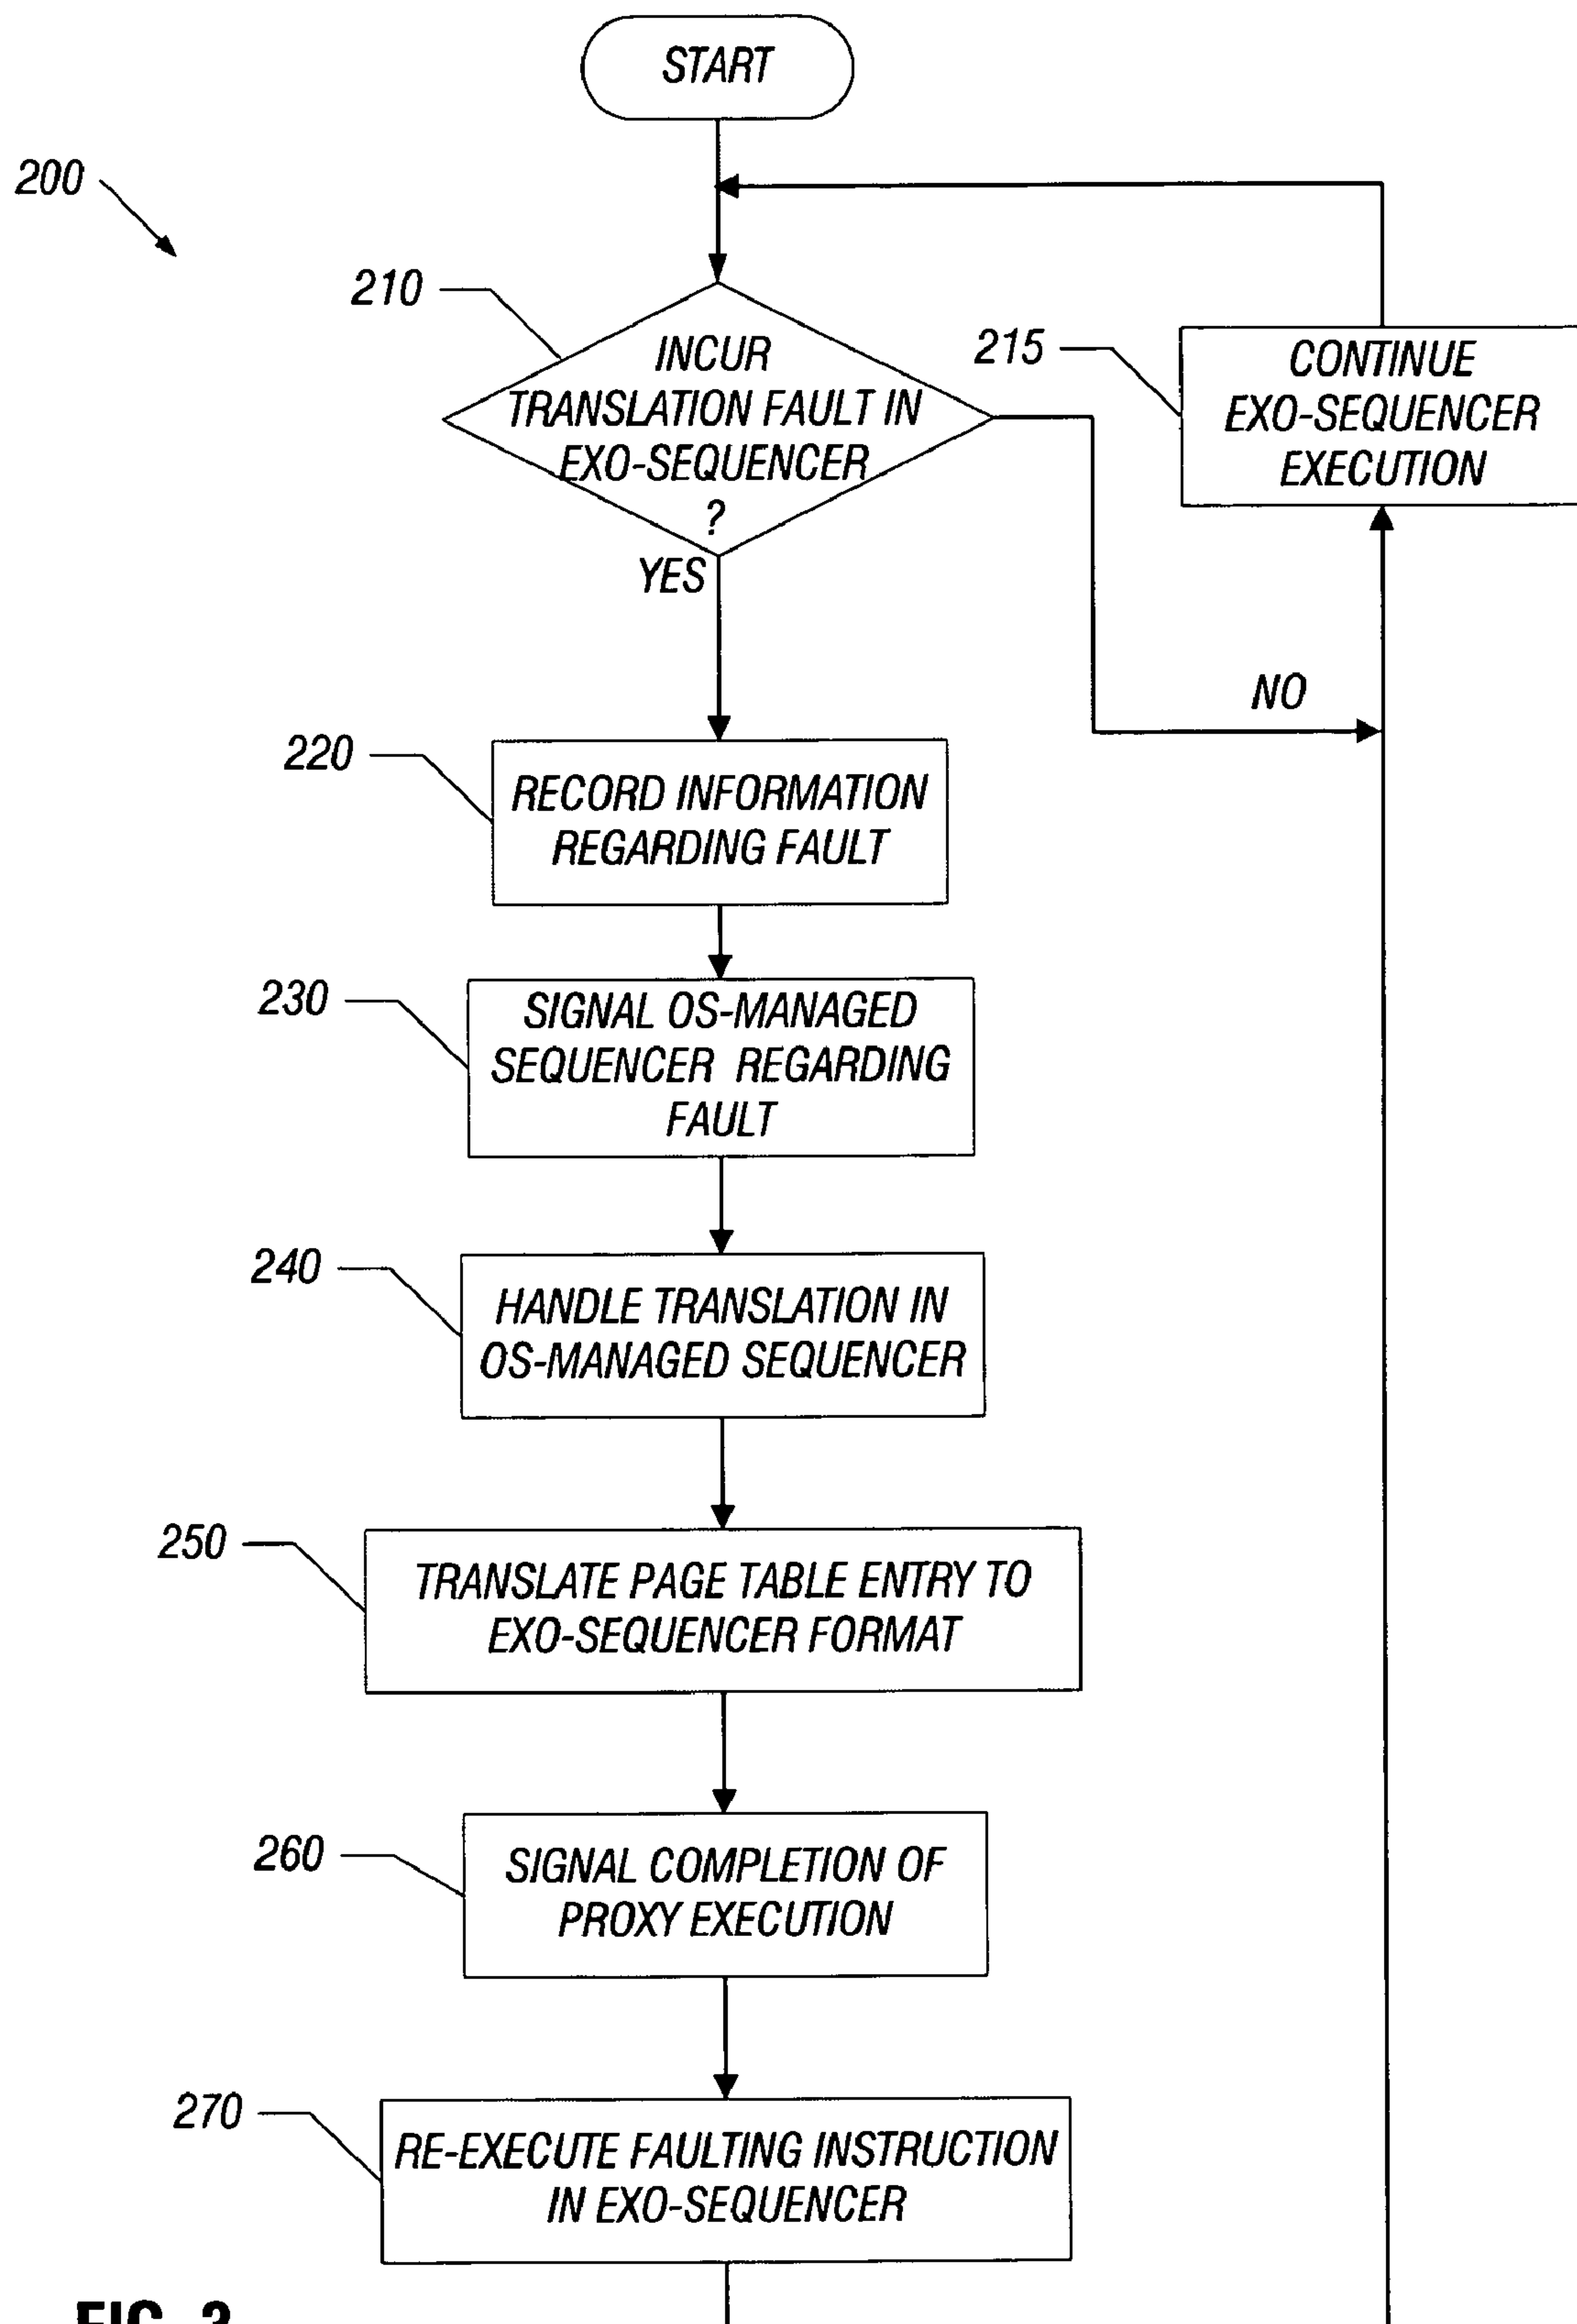 START
200
210
INCUR
TRANSLATION FAULT IN
EXO-SEQUENCER
?
215
CONTINUE
EXO-SEQUENCER
EXECUTION
YES
NO
220
RECORD INFORMATION
REGARDING FAULT
230
SIGNAL OS-MANAGED
SEQUENCER REGARDING
FAULT
240
HANDLE TRANSLATION IN
OS-MANAGED SEQUENCER
250
TRANSLATE PAGE TABLE ENTRY TO
EXO-SEQUENCER FORMAT
260
SIGNAL COMPLETION OF
PROXY EXECUTION
270
RE-EXECUTE FAULTING INSTRUCTION
IN EXO-SEQUENCER